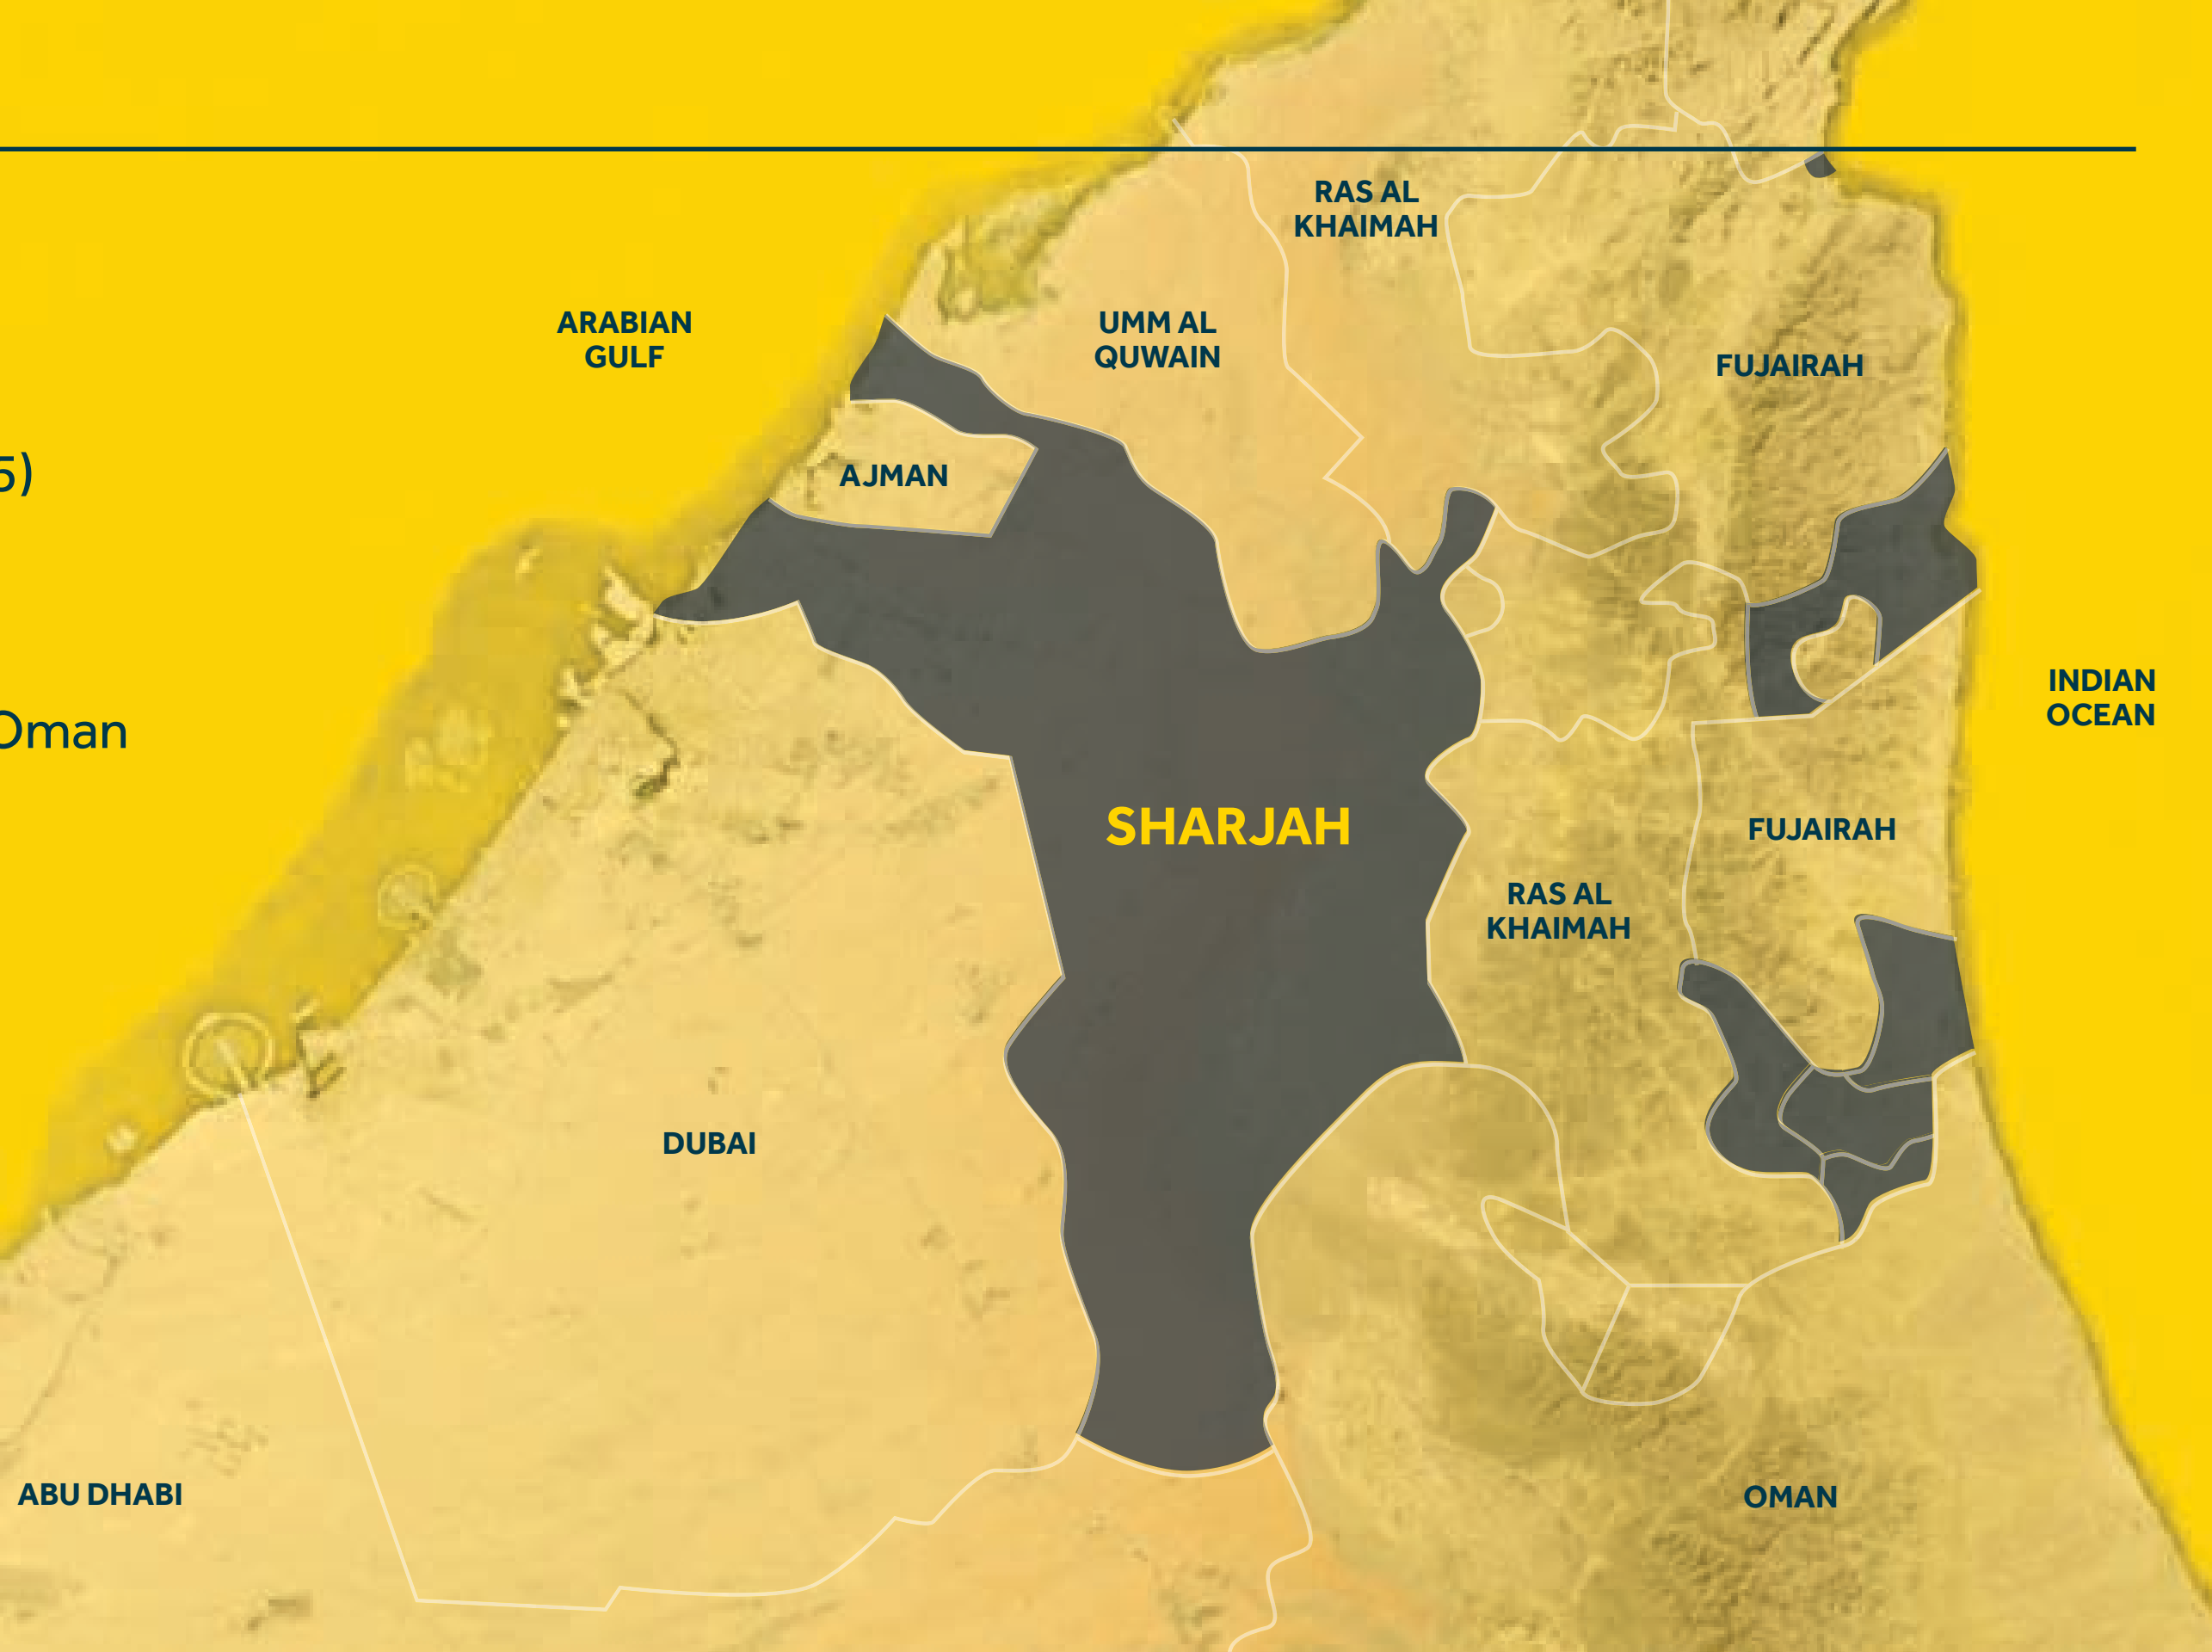 RAS AL
KHAIMAH
ARABIAN
GULF
UMM AL
QUWAIN
FUJAIRAH
5)
AJMAN
INDIAN
OCEAN
Oman
SHARJAH
FUJAIRAH
RAS AL
KHAIMAH
DUBAI
ABU DHABI
OMAN